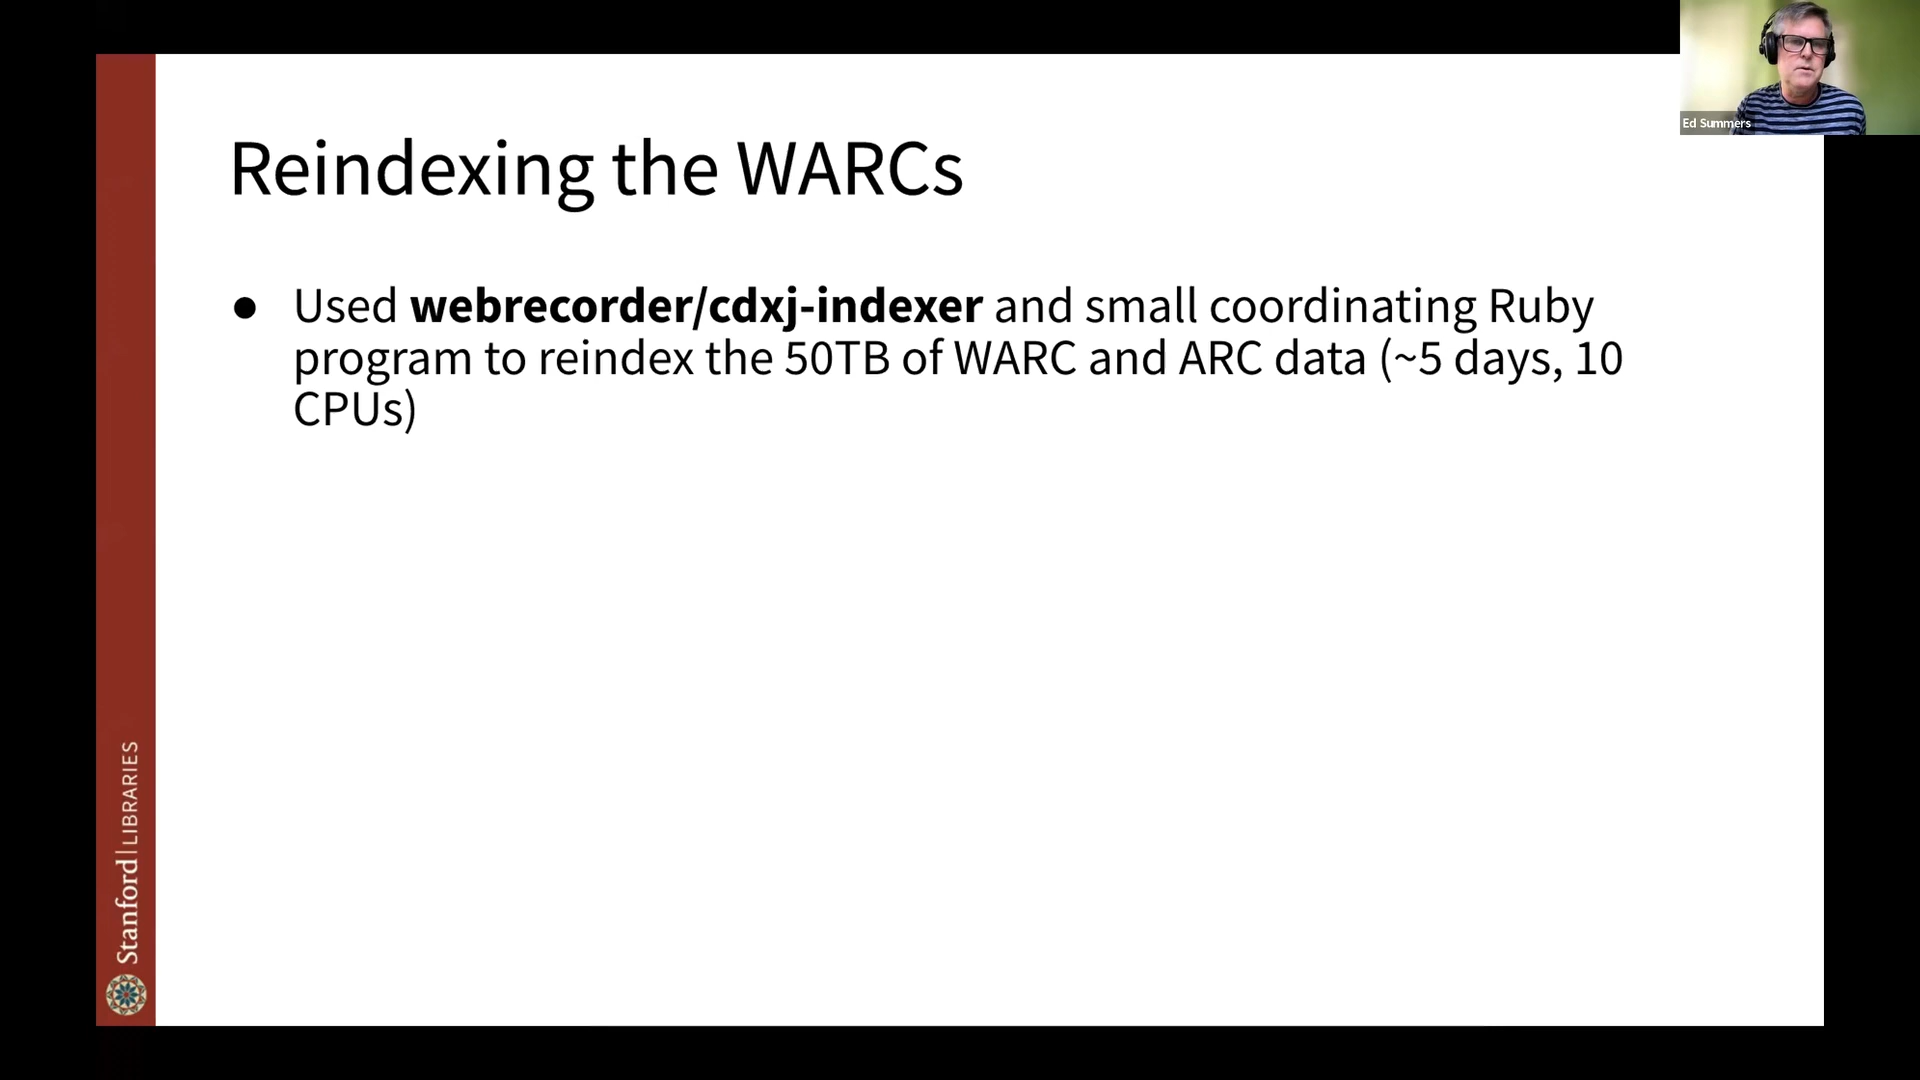 Ed Summers
Reindexing the WARCs
● Used webrecorder/cdxj-indexer and small coordinating Ruby
program to reindex the 50TB of WARC and ARC data (~5 days, 10
CPUs)
Stanford | LIBRARIES